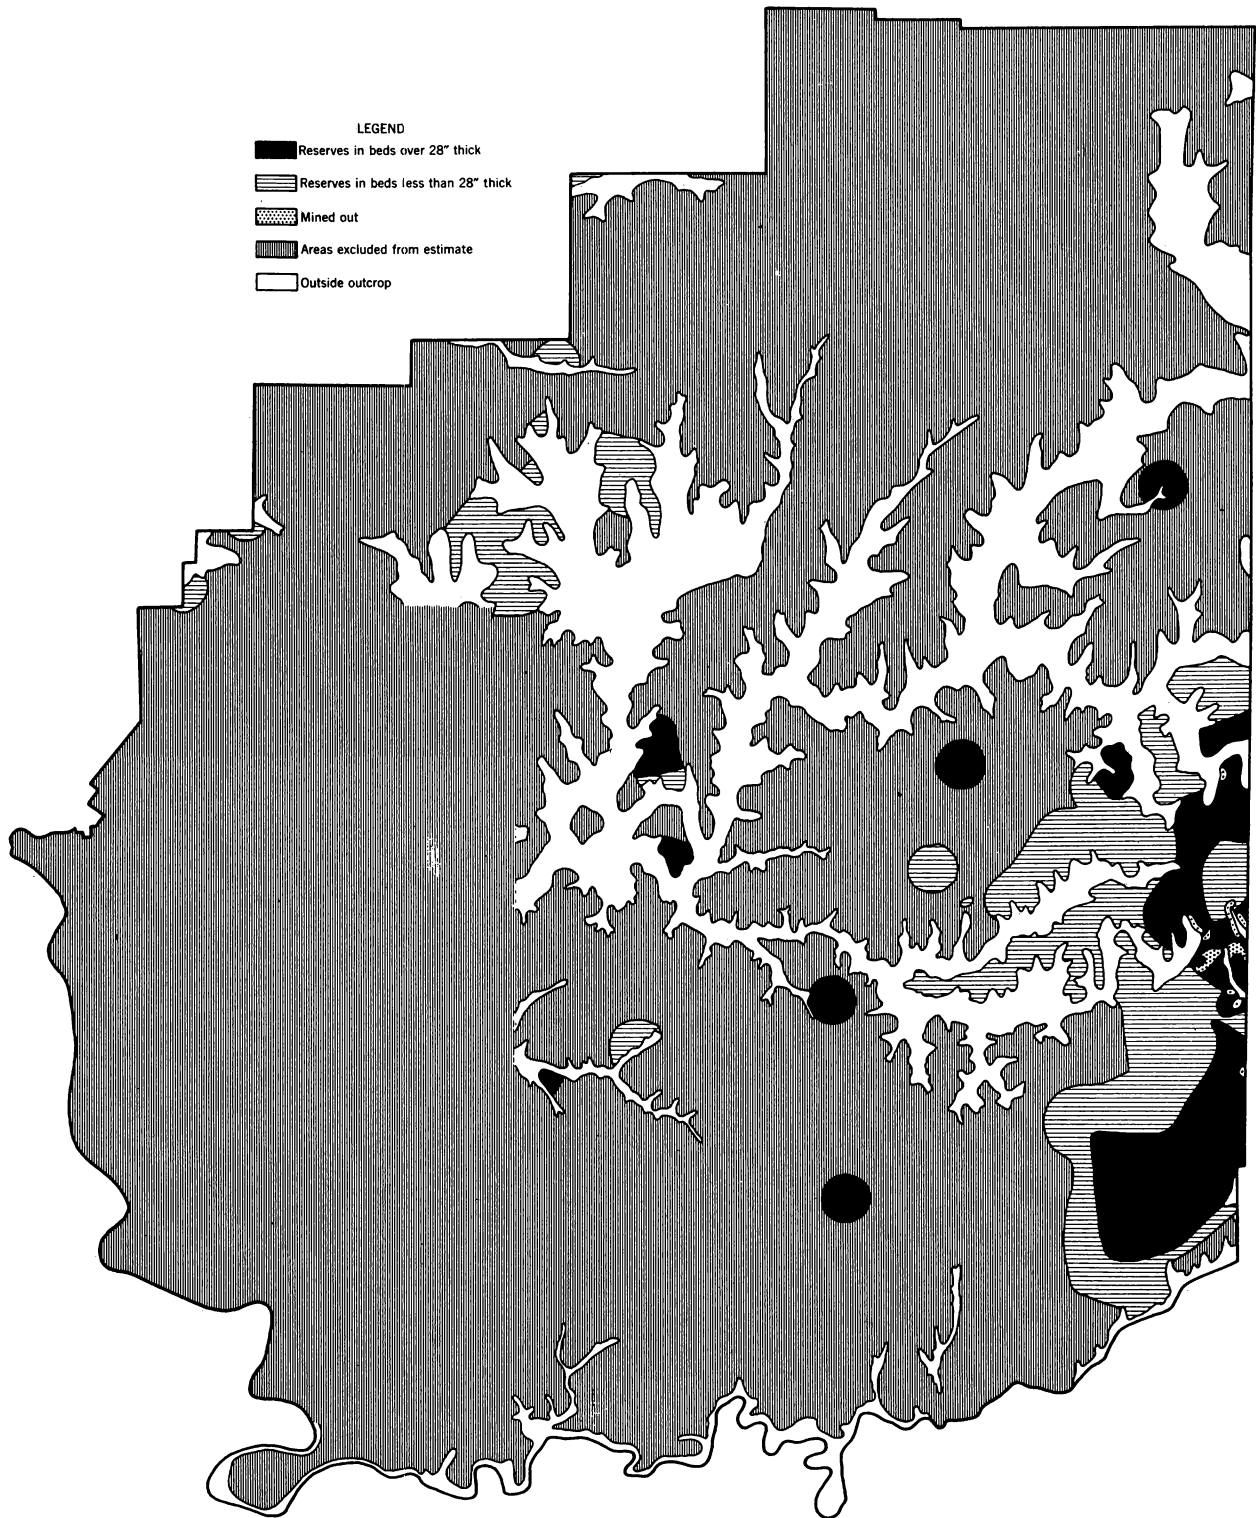 LEGEND
Reserves in beds over 28″ thick
Reserves in beds less than 28″ thick
Mined out
Areas excluded from estimate
Outside outcrop